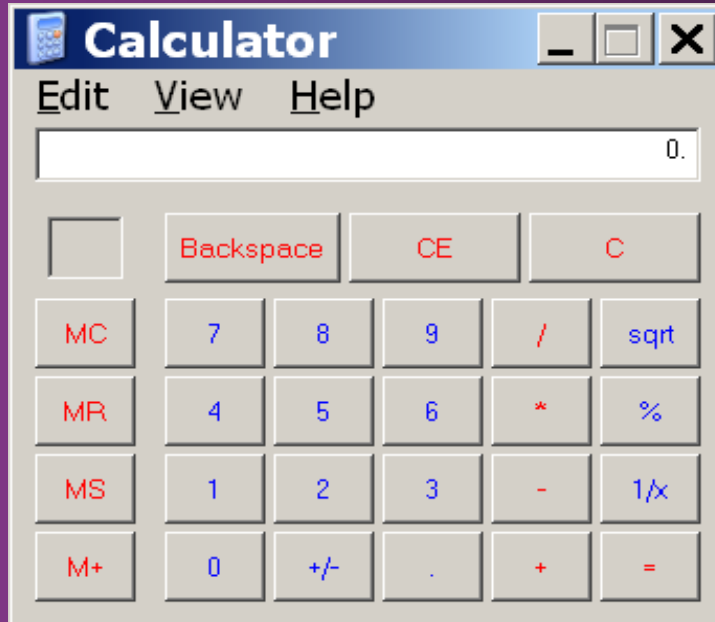 Calculator
Edit View Help
0.
Backspace CE C
MC 7 8 9 / sqrt
MR 4 5 6 * %
MS 1 2 3 - 1/x
M+ 0 +/- . + =